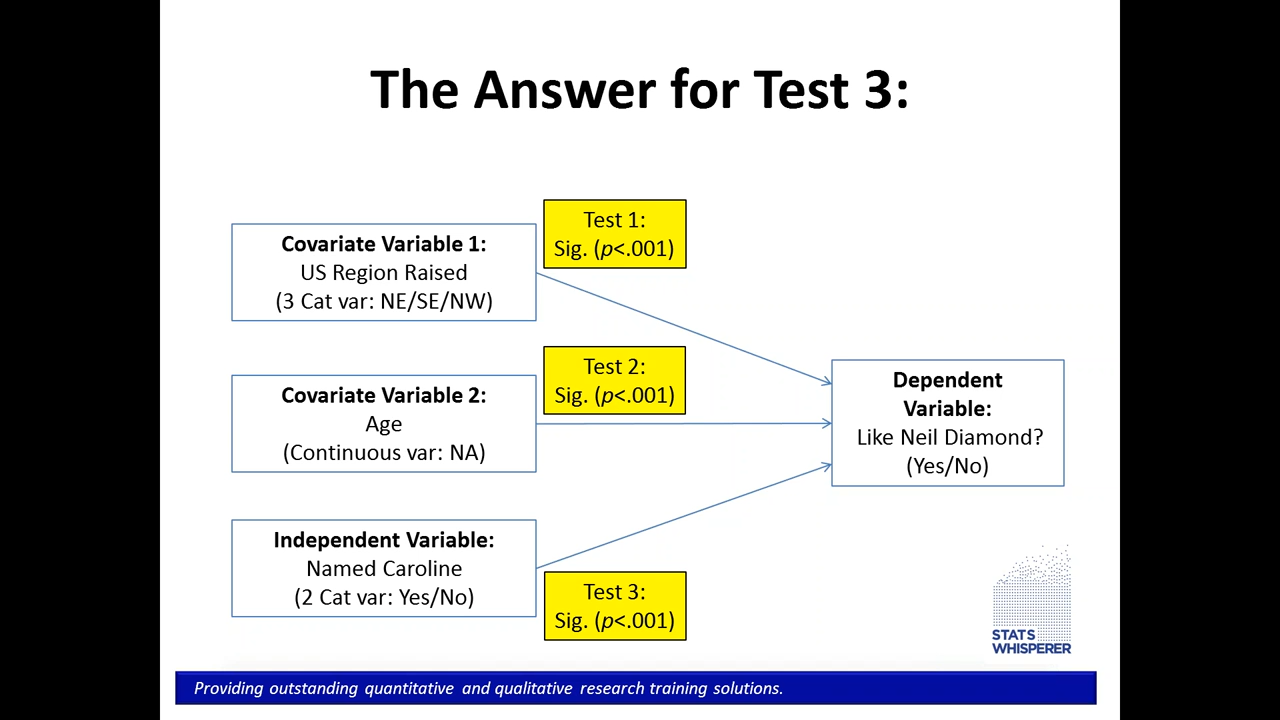 The Answer for Test 3:
Test 1:
Sig. (p<.001)
Covariate Variable 1:
US Region Raised
(3 Cat var: NE/SE/NW)
Test 2:
Sig. (p<.001)
Covariate Variable 2:
Age
(Continuous var: NA)
Dependent
Variable:
Like Neil Diamond?
(Yes/No)
Independent Variable:
Named Caroline
(2 Cat var: Yes/No)
Test 3:
Sig. (p<.001)
STATS
WHISPERER
Providing outstanding quantitative and qualitative research training solutions.